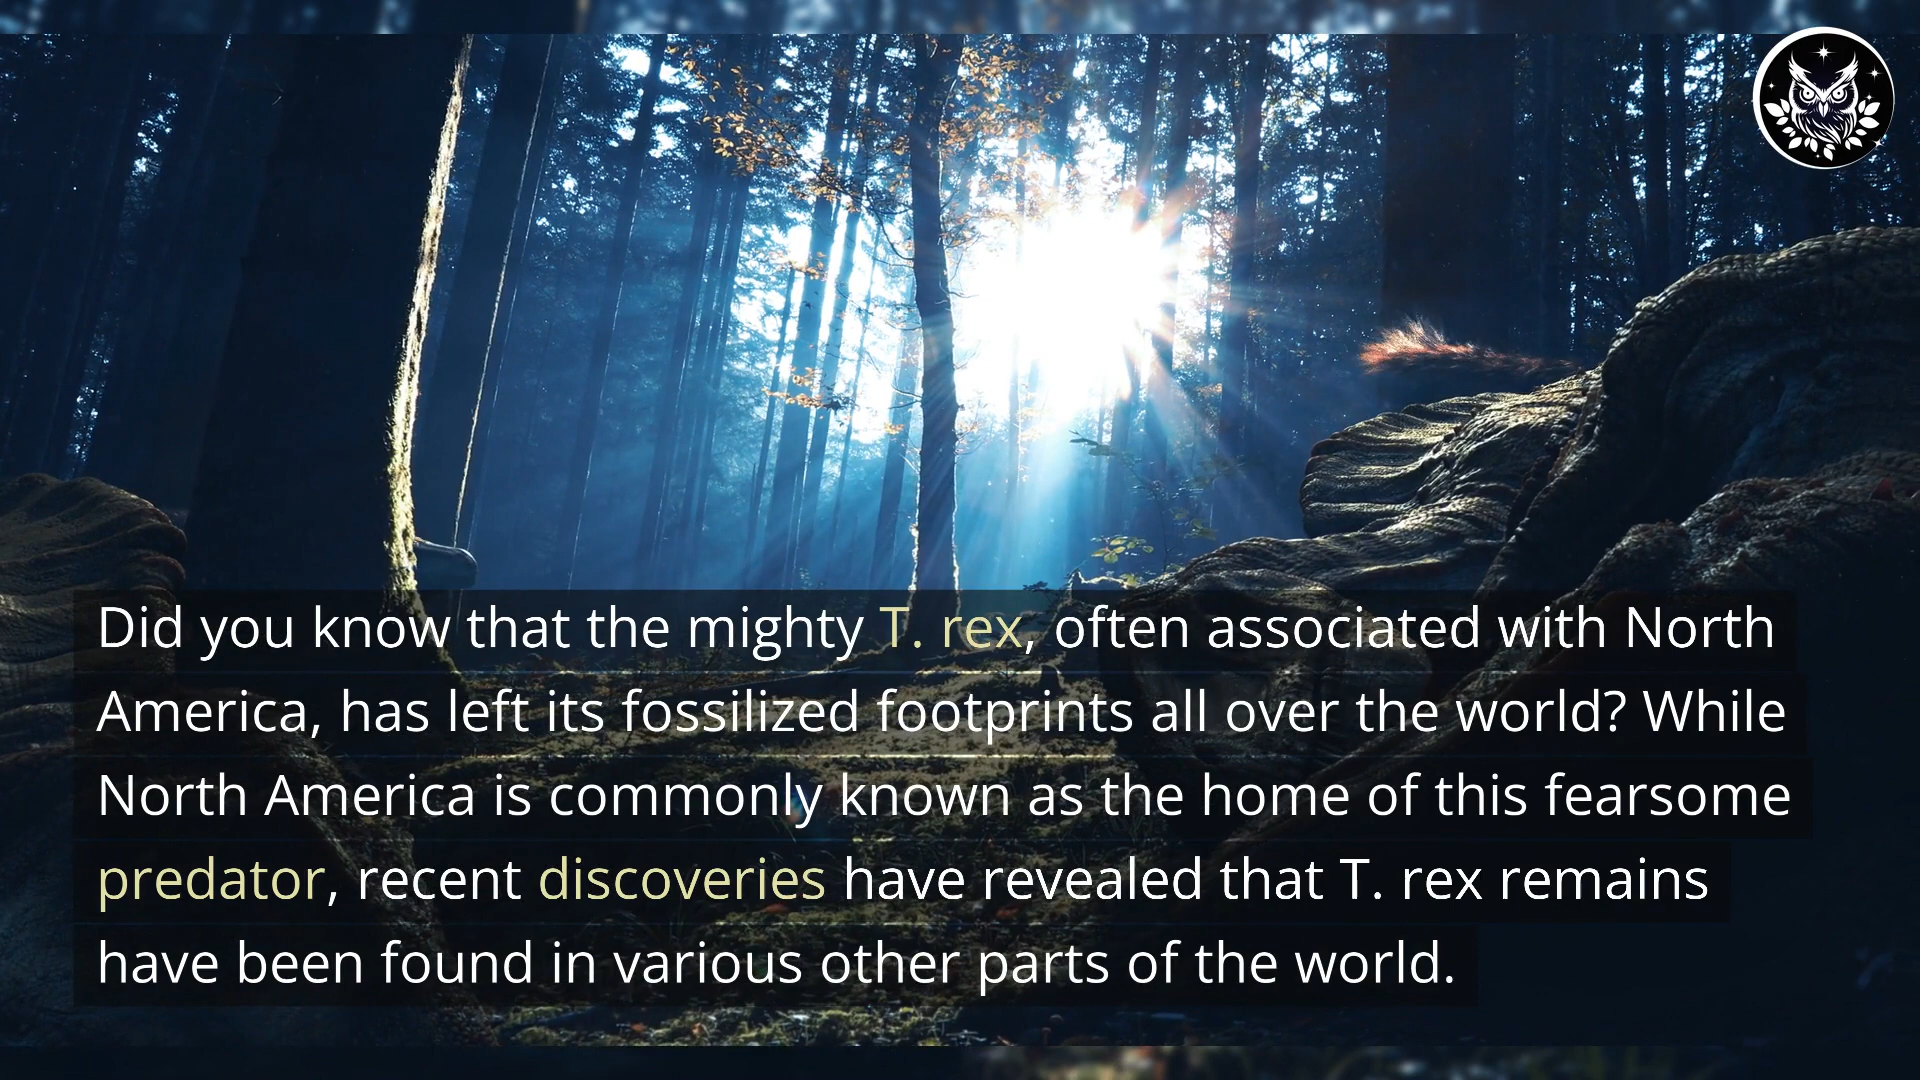 Did you know that the mighty T. rex, often associated with North
America, has left its fossilized footprints all over the world? While
North America is commonly known as the home of this fearsome
predator, recent discoveries have revealed that T. rex remains
have been found in various other parts of the world.